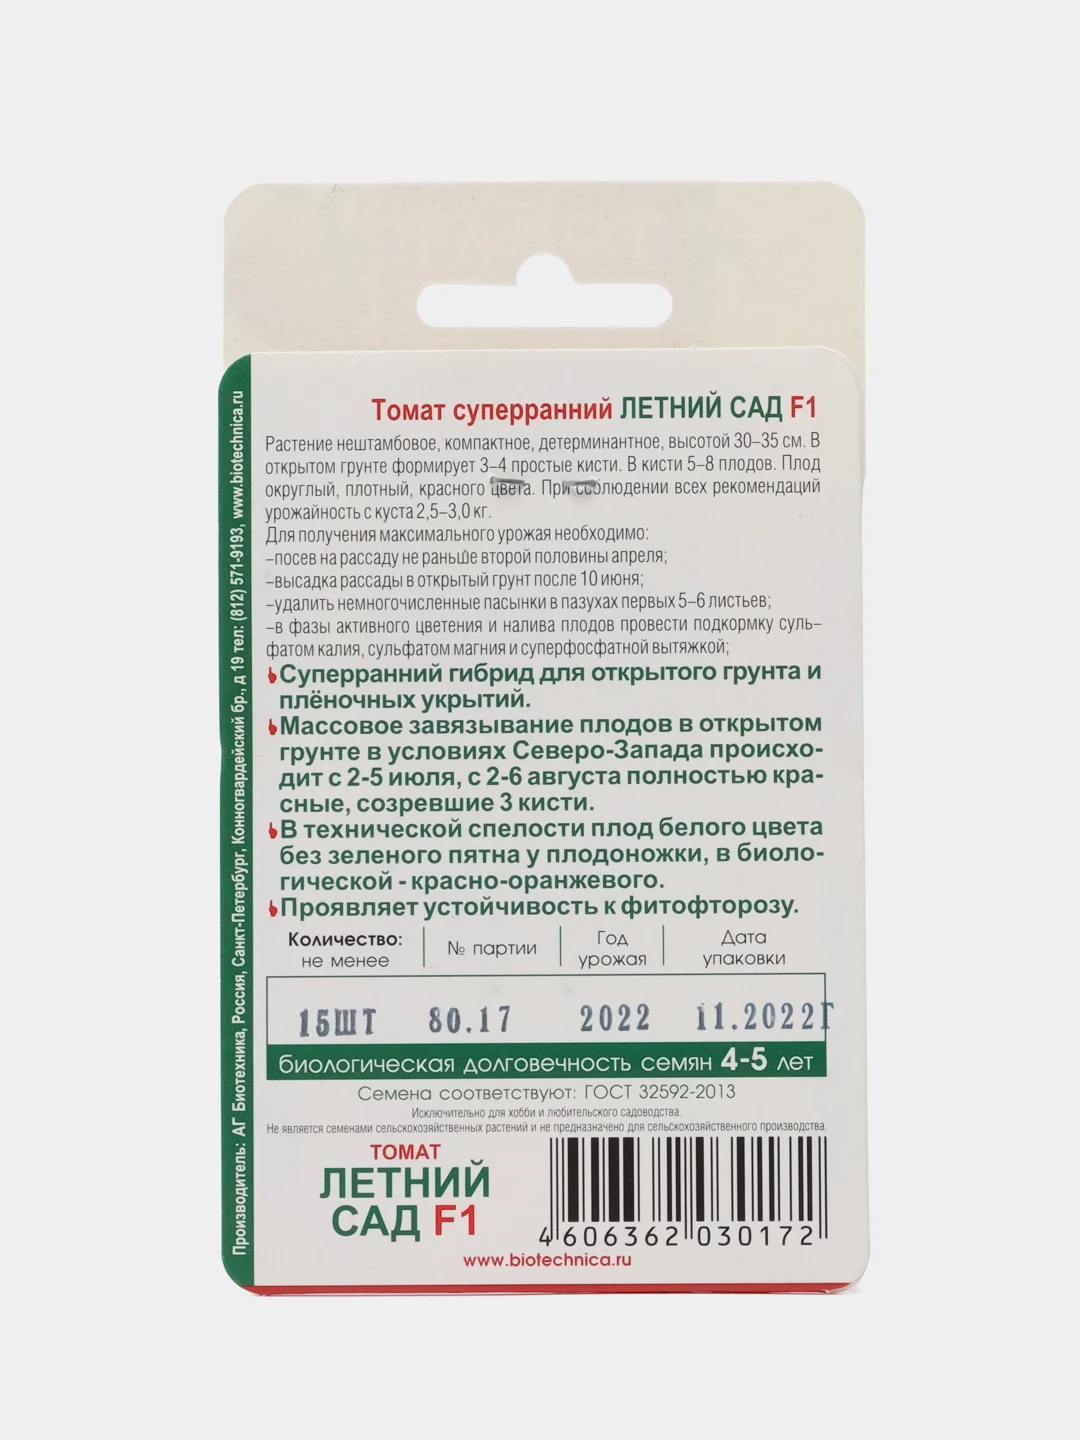 Томат суперранний ЛЕТНИЙ САД F1
Растение нештамбовое, компактное, детерминантное, высотой 30–35 см. В
открытом грунте формирует 3–4 простые кисти. В кисти 5–8 плодов. Плод
округлый, плотный, красного цвета. При соблюдении всех рекомендаций
урожайность с куста 2,5–3,0 кг.
Для получения максимального урожая необходимо:
–посев на рассаду не раньше второй половины апреля;
–высадка рассады в открытый грунт после 10 июня;
–удалить немногочисленные пасынки в пазухах первых 5–6 листьев;
–в фазы активного цветения и налива плодов провести подкормку суль–
фатом калия, сульфатом магния и суперфосфатной вытяжкой;
Суперранний гибрид для открытого грунта и
плёночных укрытий.
Массовое завязывание плодов в открытом
грунте в условиях Северо-Запада происхо-
дит с 2-5 июля, с 2-6 августа полностью кра-
сные, созревшие 3 кисти.
В технической спелости плод белого цвета
без зеленого пятна у плодоножки, в биоло-
гической - красно-оранжевого.
Проявляет устойчивость к фитофторозу.
Количество: не менее
№ партии
Год урожая
Дата упаковки
15ШТ 80.17 2022 11.2022Г
биологическая долговечность семян 4-5 лет
Семена соответствуют: ГОСТ 32592-2013
Исключительно для хобби и любительского садоводства.
Не является семенами сельскохозяйственных растений и не предназначено для сельскохозяйственного производства.
ТОМАТ
ЛЕТНИЙ
САД F1
4 606362 030172
www.biotechnica.ru
Производитель: АГ Биотехника, Россия, Санкт-Петербург, Конногвардейский бр., д 19 тел: (812) 571-9193, www.biotechnica.ru